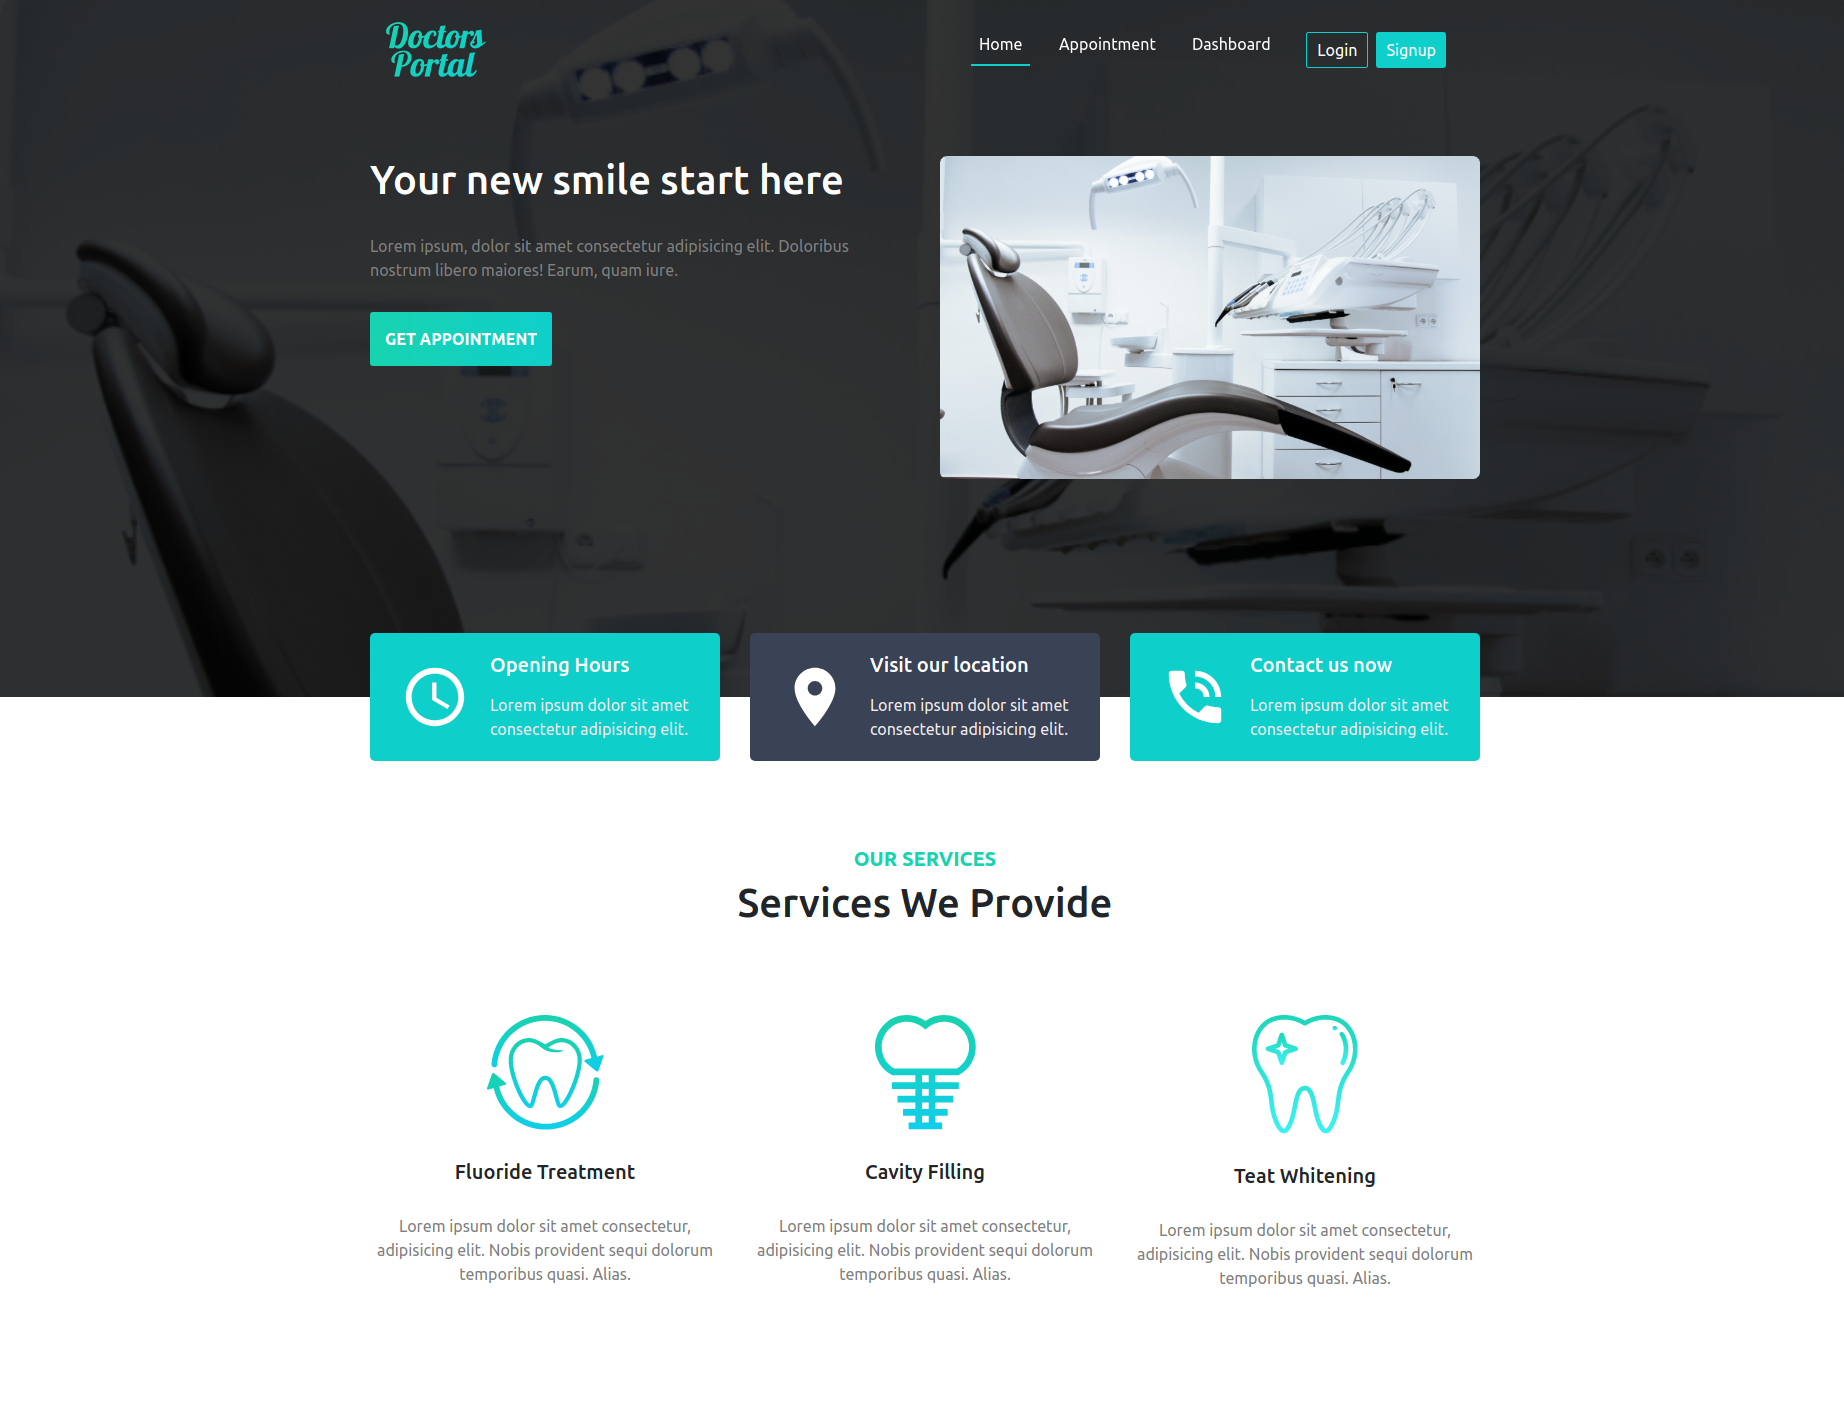 Doctors
Portal
Home
Appointment
Dashboard
Login
Signup
Your new smile start here
Lorem ipsum, dolor sit amet consectetur adipisicing elit. Doloribus
nostrum libero maiores! Earum, quam iure.
GET APPOINTMENT
Opening Hours
Lorem ipsum dolor sit amet
consectetur adipisicing elit.
Visit our location
Lorem ipsum dolor sit amet
consectetur adipisicing elit.
Contact us now
Lorem ipsum dolor sit amet
consectetur adipisicing elit.
OUR SERVICES
Services We Provide
Fluoride Treatment
Lorem ipsum dolor sit amet consectetur,
adipisicing elit. Nobis provident sequi dolorum
temporibus quasi. Alias.
Cavity Filling
Lorem ipsum dolor sit amet consectetur,
adipisicing elit. Nobis provident sequi dolorum
temporibus quasi. Alias.
Teat Whitening
Lorem ipsum dolor sit amet consectetur,
adipisicing elit. Nobis provident sequi dolorum
temporibus quasi. Alias.